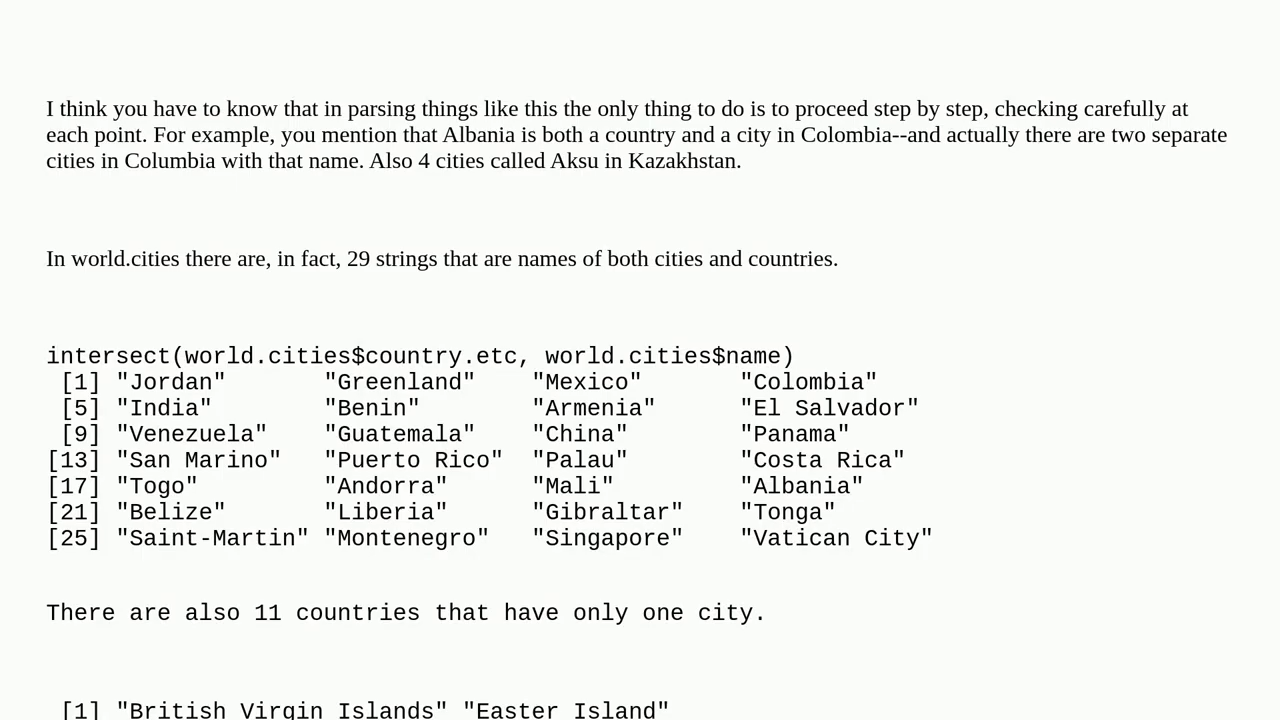 I think you have to know that in parsing things like this the only thing to do is to proceed step by step, checking carefully at
each point. For example, you mention that Albania is both a country and a city in Colombia--and actually there are two separate
cities in Columbia with that name. Also 4 cities called Aksu in Kazakhstan.
In world.cities there are, in fact, 29 strings that are names of both cities and countries.
intersect(world.cities$country.etc, world.cities$name)
 [1] "Jordan"       "Greenland"    "Mexico"       "Colombia"
 [5] "India"        "Benin"        "Armenia"      "El Salvador"
 [9] "Venezuela"    "Guatemala"    "China"        "Panama"
[13] "San Marino"   "Puerto Rico"  "Palau"        "Costa Rica"
[17] "Togo"         "Andorra"      "Mali"         "Albania"
[21] "Belize"       "Liberia"      "Gibraltar"    "Tonga"
[25] "Saint-Martin" "Montenegro"   "Singapore"    "Vatican City"
There are also 11 countries that have only one city.
 [1] "British Virgin Islands" "Easter Island"